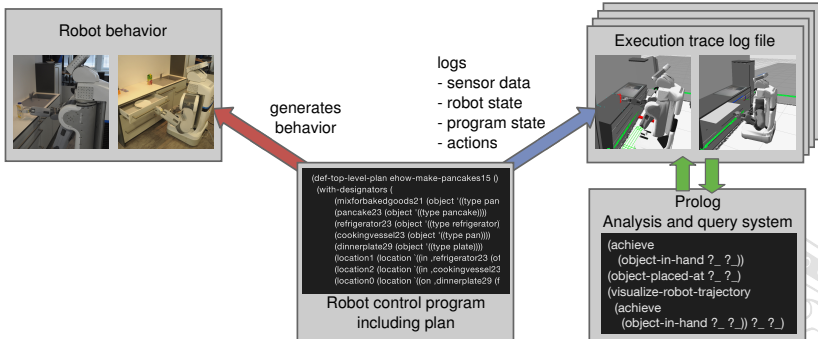 Robot behavior
generates
behavior
logs
- sensor data
- robot state
- program state
- actions
Execution trace log file
(def-top-level-plan ehow-make-pancakes15 ()
(with-designators (
(mixforbakedgoods21 (object '((type pan
(pancake23 (object '((type pancake))))
(refrigerator23 (object '((type refrigerator)
(cookingvessel23 (object '((type pan))))
(dinnerplate29 (object '((type plate))))
(location1 (location `((in ,refrigerator23 (of
(location2 (location `((in ,cookingvessel23
(location0 (location `((on ,dinnerplate29 (f
Robot control program
including plan
Prolog
Analysis and query system
(achieve
(object-in-hand ?_ ?_))
(object-placed-at ?_ ?_)
(visualize-robot-trajectory
(achieve
(object-in-hand ?_ ?_)) ?_ ?_)